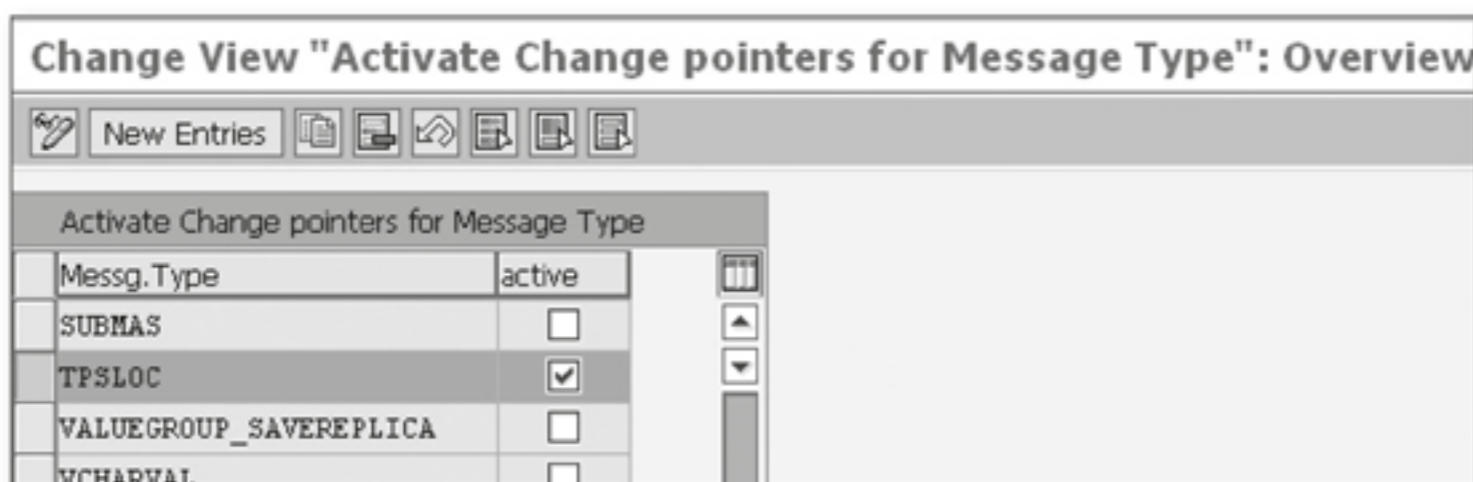 Change View "Activate Change pointers for Message Type": Overview
New Entries
Activate Change pointers for Message Type
Messg.Type active
SUBMAS
TPSLOC
VALUEGROUP_SAVEREPLICA
VCHARVAL